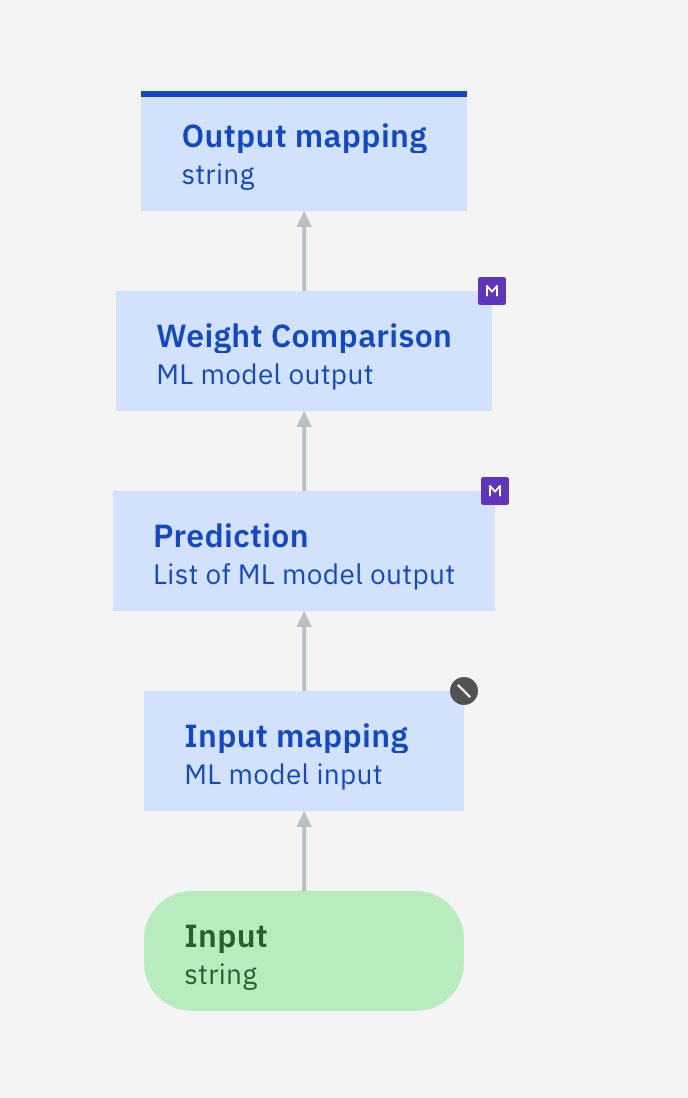 Output mapping
string
M
Weight Comparison
ML model output
M
Prediction
List of ML model output
Input mapping
ML model input
Input
string